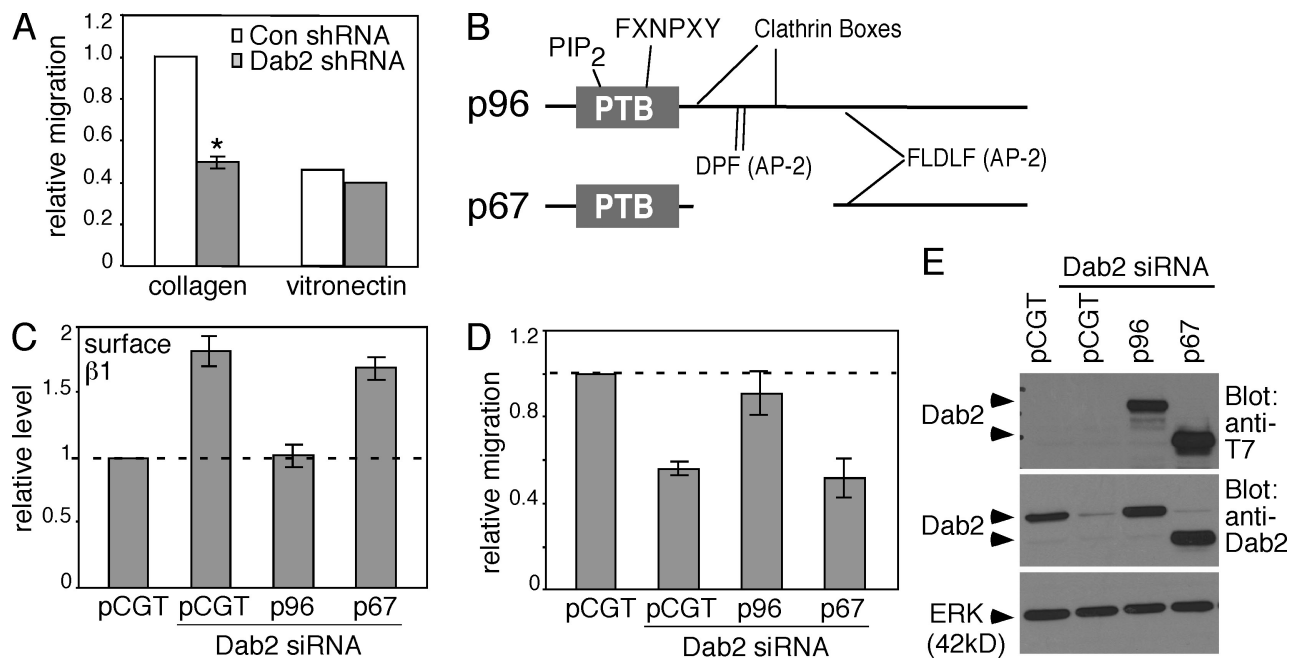 A
1.2
1.0
0.8
0.6
0.4
0.2
0
relative migration
Con shRNA
Dab2 shRNA
*
collagen
vitronectin
B
PIP2
FXNPXY
Clathrin Boxes
p96
PTB
DPF (AP-2)
FLDLF (AP-2)
p67
PTB
C
2
1.5
1
0.5
0
relative level
surface
β1
pCGT
pCGT
p96
p67
Dab2 siRNA
D
1.2
0.8
0.4
0
relative migration
pCGT
pCGT
p96
p67
Dab2 siRNA
E
Dab2 siRNA
pCGT
pCGT
p96
p67
Dab2
Blot:
anti-
T7
Dab2
Blot:
anti-
Dab2
ERK
(42kD)